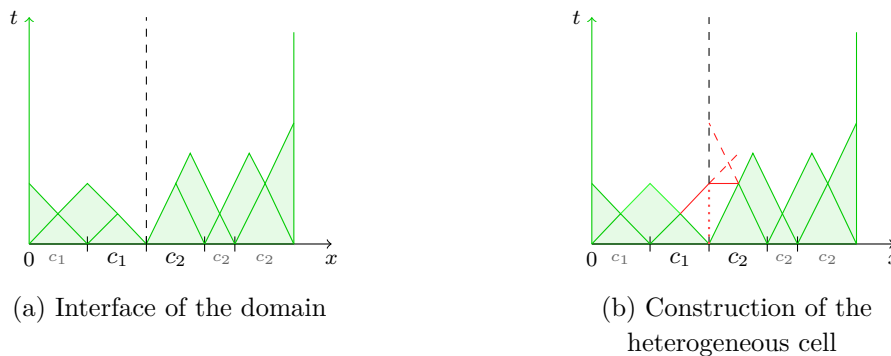 t
0
c₁
c₁
c₂
c₂
c₂
x
(a) Interface of the domain
t
0
c₁
c₁
c₂
c₂
c₂
(b) Construction of the
heterogeneous cell